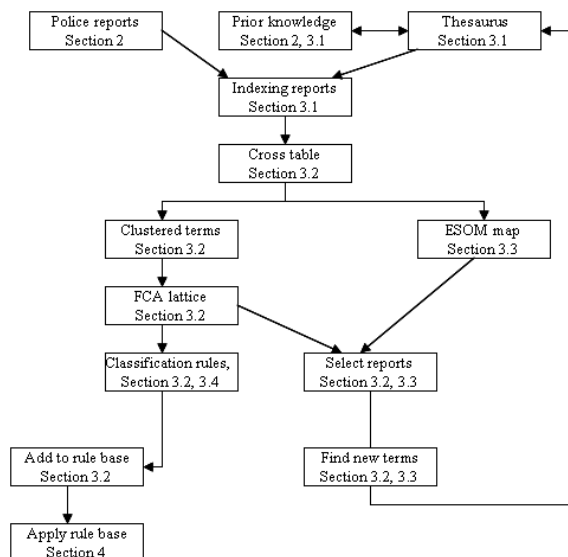 Police reports
Section 2
Prior knowledge
Section 2, 3.1
Thesaurus
Section 3.1
Indexing reports
Section 3.1
Cross table
Section 3.2
Clustered terms
Section 3.2
ESOM map
Section 3.3
FCA lattice
Section 3.2
Classification rules,
Section 3.2, 3.4
Select reports
Section 3.2, 3.3
Add to rule base
Section 3.2
Find new terms
Section 3.2, 3.3
Apply rule base
Section 4